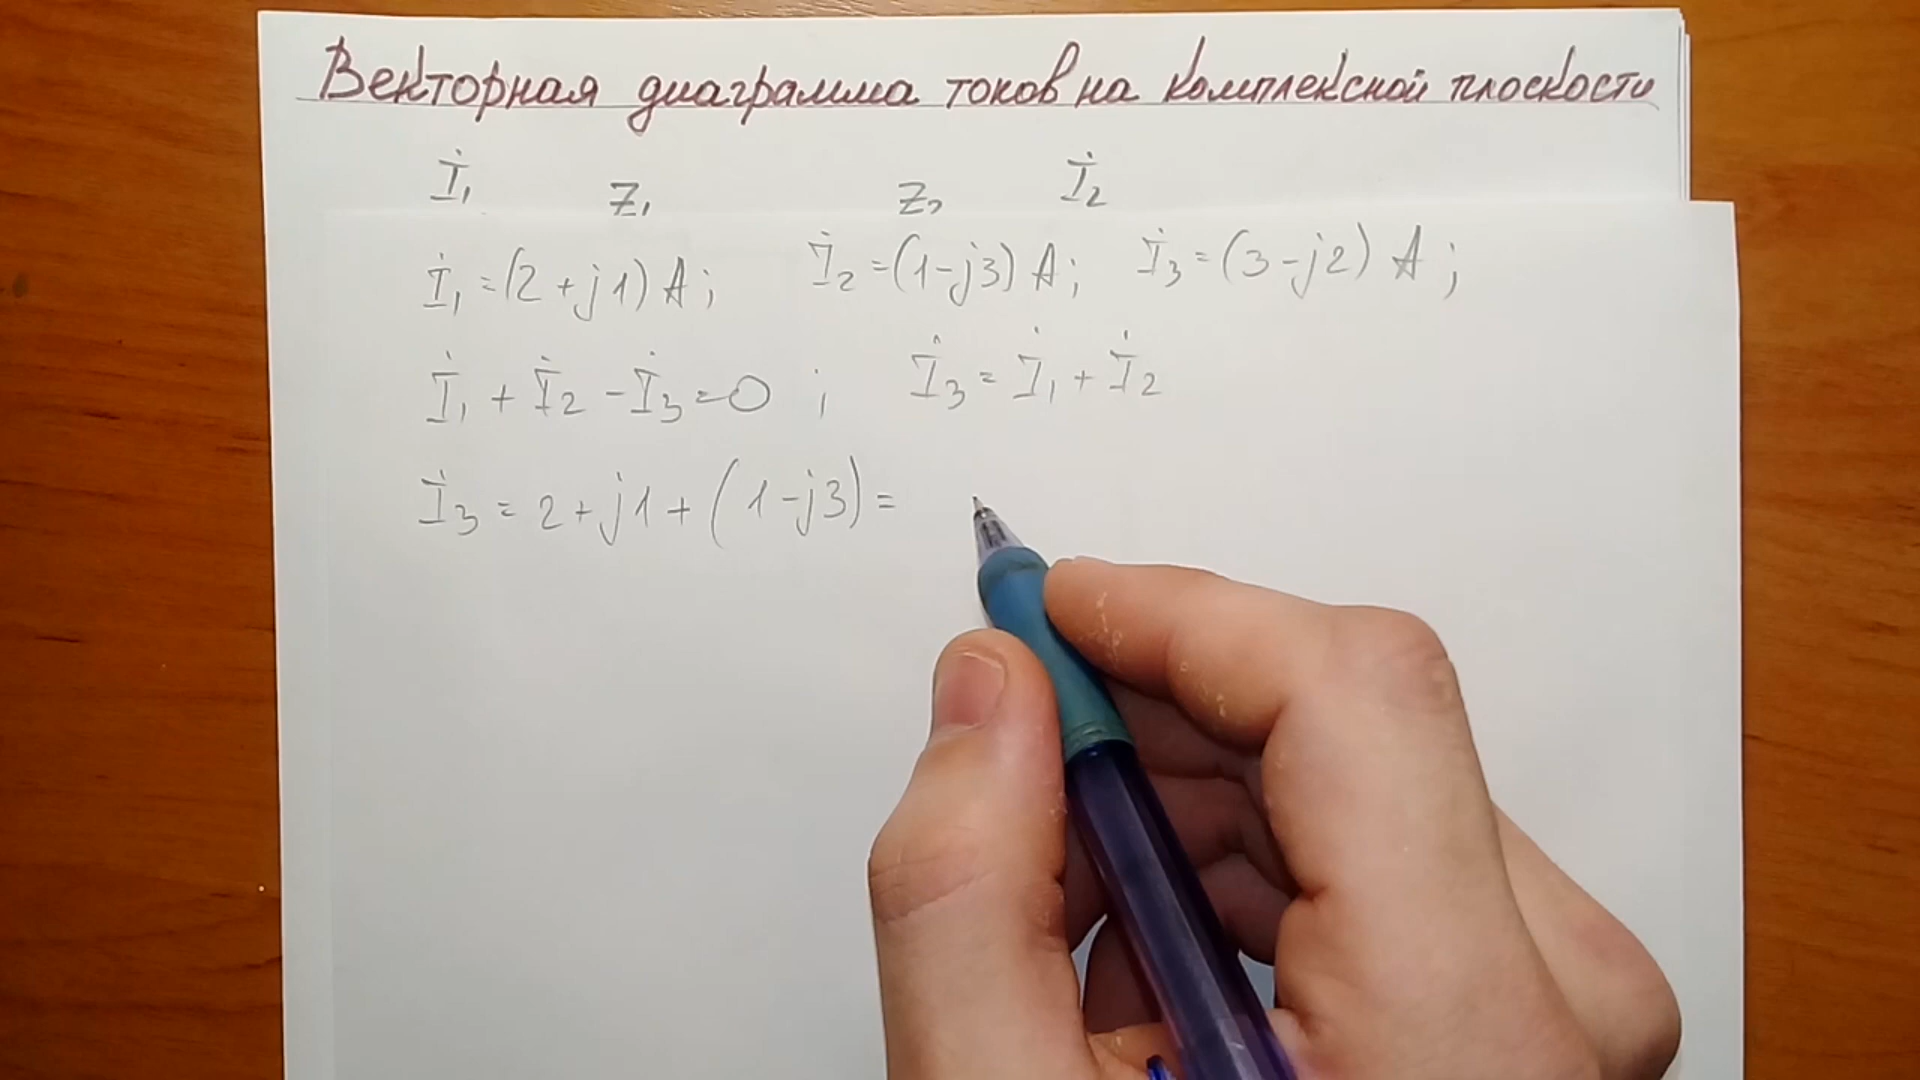 Векторная диаграмма токов на комплексной плоскости
İ₁ Z₁ Z₂ İ₂
İ₁ = (2 + j1) A; İ₂ = (1 - j3) A; İ₃ = (3 - j2) A;
İ₁ + İ₂ - İ₃ = 0 ; İ₃ = İ₁ + İ₂
İ₃ = 2 + j1 + (1 - j3) =